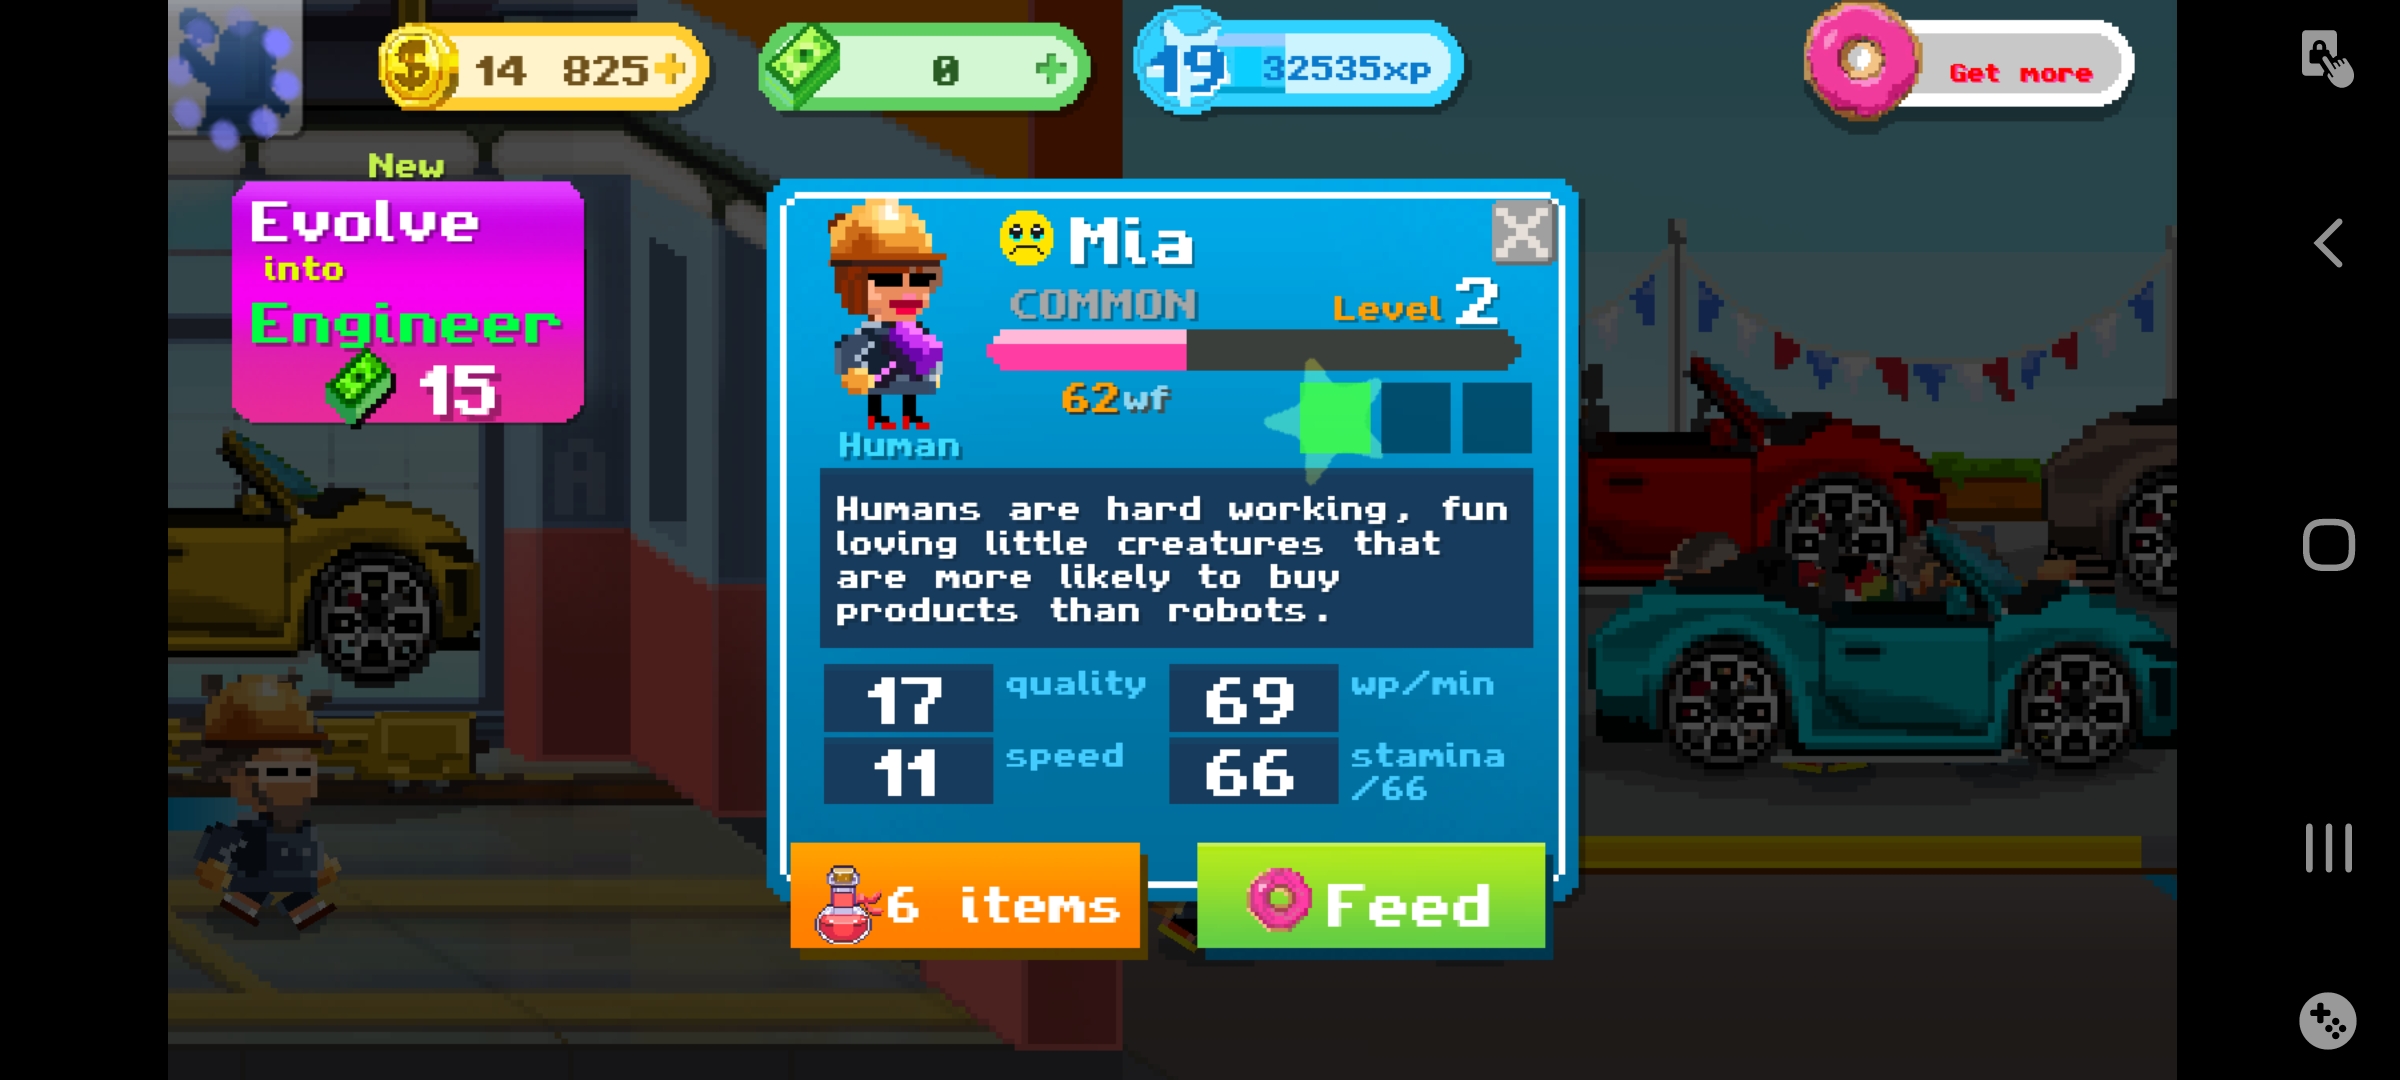 14 825
0
19 32535xp
Get more
New
Evolve
into
Engineer
15
Mia
COMMON
Level 2
62wf
Human
Humans are hard working, fun
loving little creatures that
are more likely to buy
products than robots.
17 quality
69 wp/min
11 speed
66 stamina
/66
6 items
Feed
A